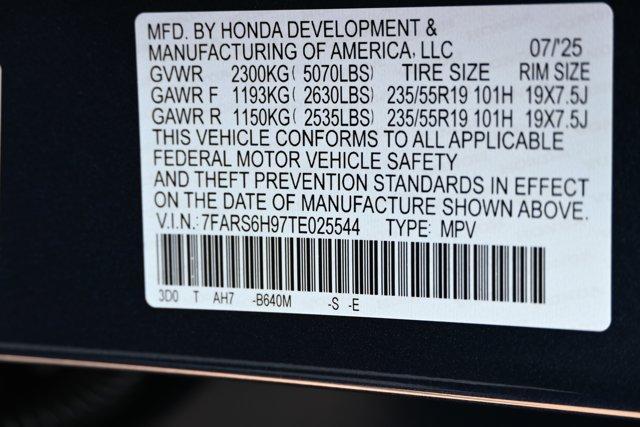 MFD. BY HONDA DEVELOPMENT &
MANUFACTURING OF AMERICA, LLC 07/'25
GVWR 2300KG( 5070LBS) TIRE SIZE RIM SIZE
GAWR F 1193KG( 2630LBS) 235/55R19 101H 19X7.5J
GAWR R 1150KG( 2535LBS) 235/55R19 101H 19X7.5J
THIS VEHICLE CONFORMS TO ALL APPLICABLE
FEDERAL MOTOR VEHICLE SAFETY
AND THEFT PREVENTION STANDARDS IN EFFECT
ON THE DATE OF MANUFACTURE SHOWN ABOVE.
V.I.N.: 7FARS6H97TE025544 TYPE: MPV
3D0 T AH7 -B640M -S -E